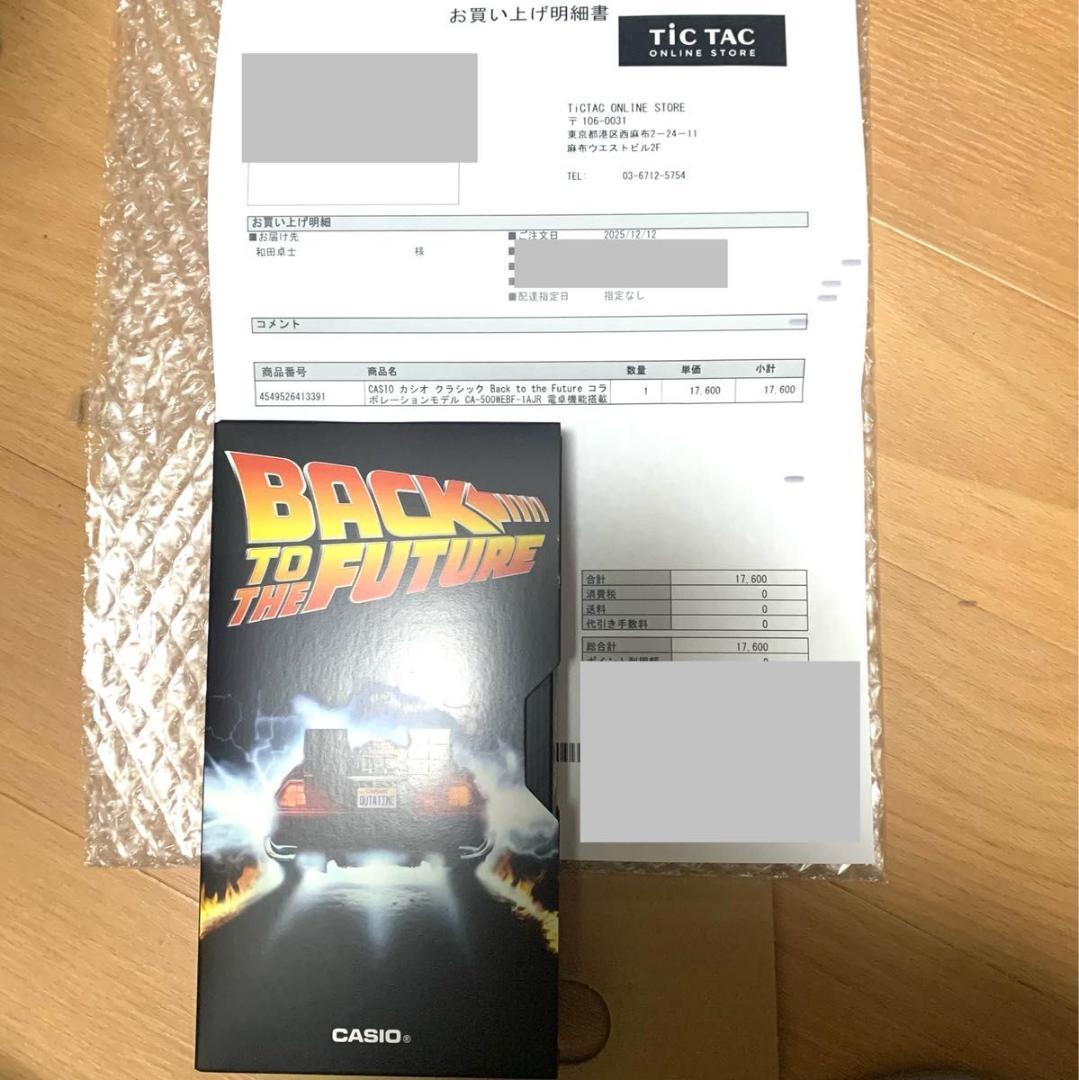 お買い上げ明細書
TiC TAC
ONLINE STORE
TiCTAC ONLINE STORE
〒 106-0031
東京都港区西麻布2-24-11
麻布ウエストビル2F
TEL: 03-6712-5754
お買い上げ明細
■お届け先 ■ご注文日 2025/12/12
和田卓士 様
■配達指定日 指定なし
コメント
商品番号 商品名 数量 単価 小計
4549526413391 CASIO カシオ クラシック Back to the Future コラ 1 17,600 17,600
ボレーションモデル CA-500WEBF-1AJR 電卓機能搭載
BACK
TO
THE FUTURE
合計 17,600
消費税 0
送料 0
代引き手数料 0
総合計 17,600
OUTATIME
CASIO®